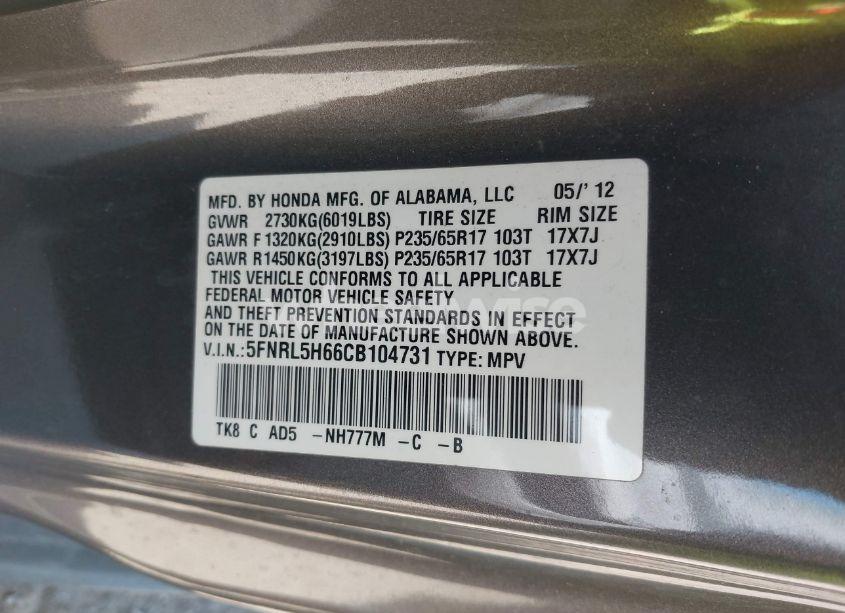 MFD. BY HONDA MFG. OF ALABAMA, LLC 05/' 12
GVWR 2730KG(6019LBS) TIRE SIZE RIM SIZE
GAWR F 1320KG(2910LBS) P235/65R17 103T 17X7J
GAWR R1450KG(3197LBS) P235/65R17 103T 17X7J
THIS VEHICLE CONFORMS TO ALL APPLICABLE
FEDERAL MOTOR VEHICLE SAFETY
AND THEFT PREVENTION STANDARDS IN EFFECT
ON THE DATE OF MANUFACTURE SHOWN ABOVE.
V.I.N.: 5FNRL5H66CB104731 TYPE: MPV
TK8 C AD5 -NH777M -C -B